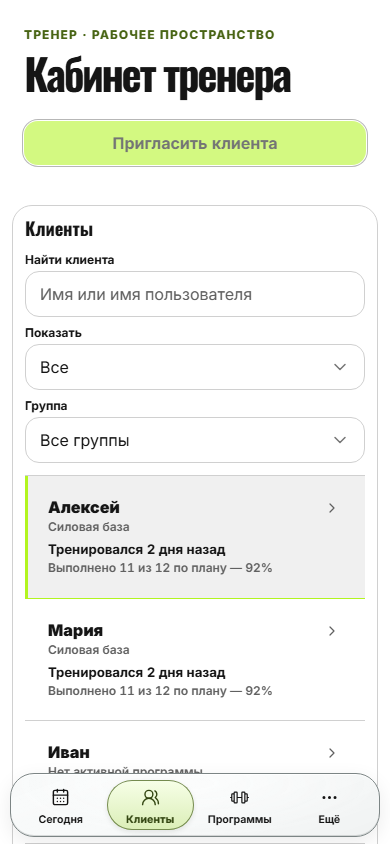 ТРЕНЕР · РАБОЧЕЕ ПРОСТРАНСТВО
Кабинет тренера
Пригласить клиента
Клиенты
Найти клиента
Имя или имя пользователя
Показать
Все
Группа
Все группы
Алексей
Силовая база
Тренировался 2 дня назад
Выполнено 11 из 12 по плану — 92%
Мария
Силовая база
Тренировался 2 дня назад
Выполнено 11 из 12 по плану — 92%
Иван
Нет активной программы
Сегодня
Клиенты
Программы
Ещё